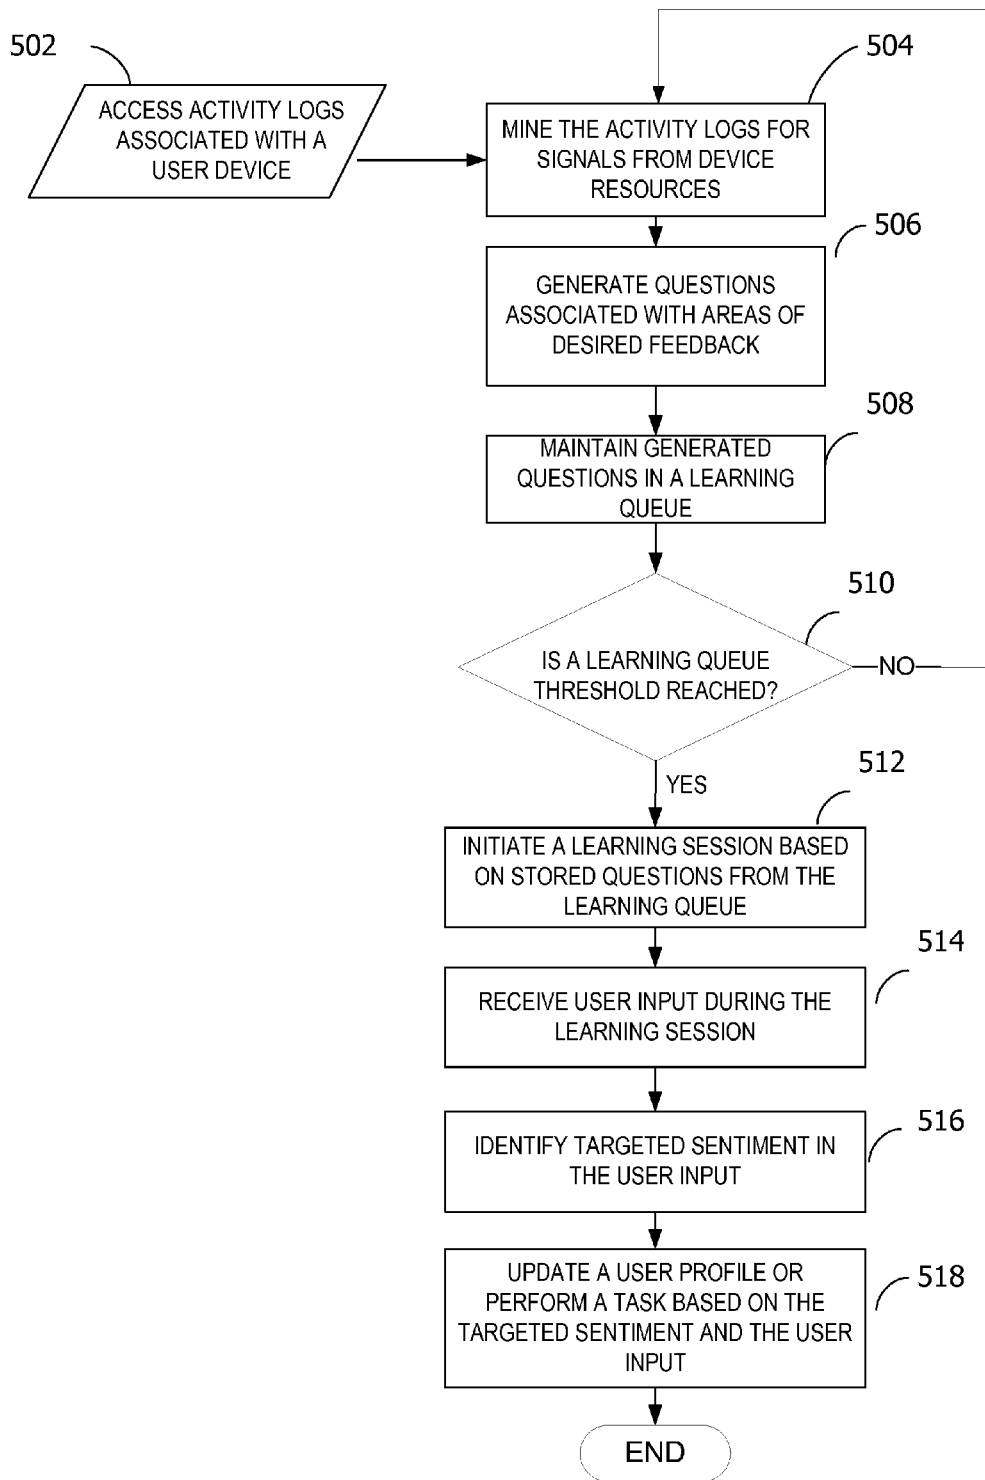 502
ACCESS ACTIVITY LOGS
ASSOCIATED WITH A
USER DEVICE
504
MINE THE ACTIVITY LOGS FOR
SIGNALS FROM DEVICE
RESOURCES
506
GENERATE QUESTIONS
ASSOCIATED WITH AREAS OF
DESIRED FEEDBACK
508
MAINTAIN GENERATED
QUESTIONS IN A LEARNING
QUEUE
510
IS A LEARNING QUEUE
THRESHOLD REACHED?
NO
YES
512
INITIATE A LEARNING SESSION BASED
ON STORED QUESTIONS FROM THE
LEARNING QUEUE
514
RECEIVE USER INPUT DURING THE
LEARNING SESSION
516
IDENTIFY TARGETED SENTIMENT IN
THE USER INPUT
518
UPDATE A USER PROFILE OR
PERFORM A TASK BASED ON THE
TARGETED SENTIMENT AND THE USER
INPUT
END